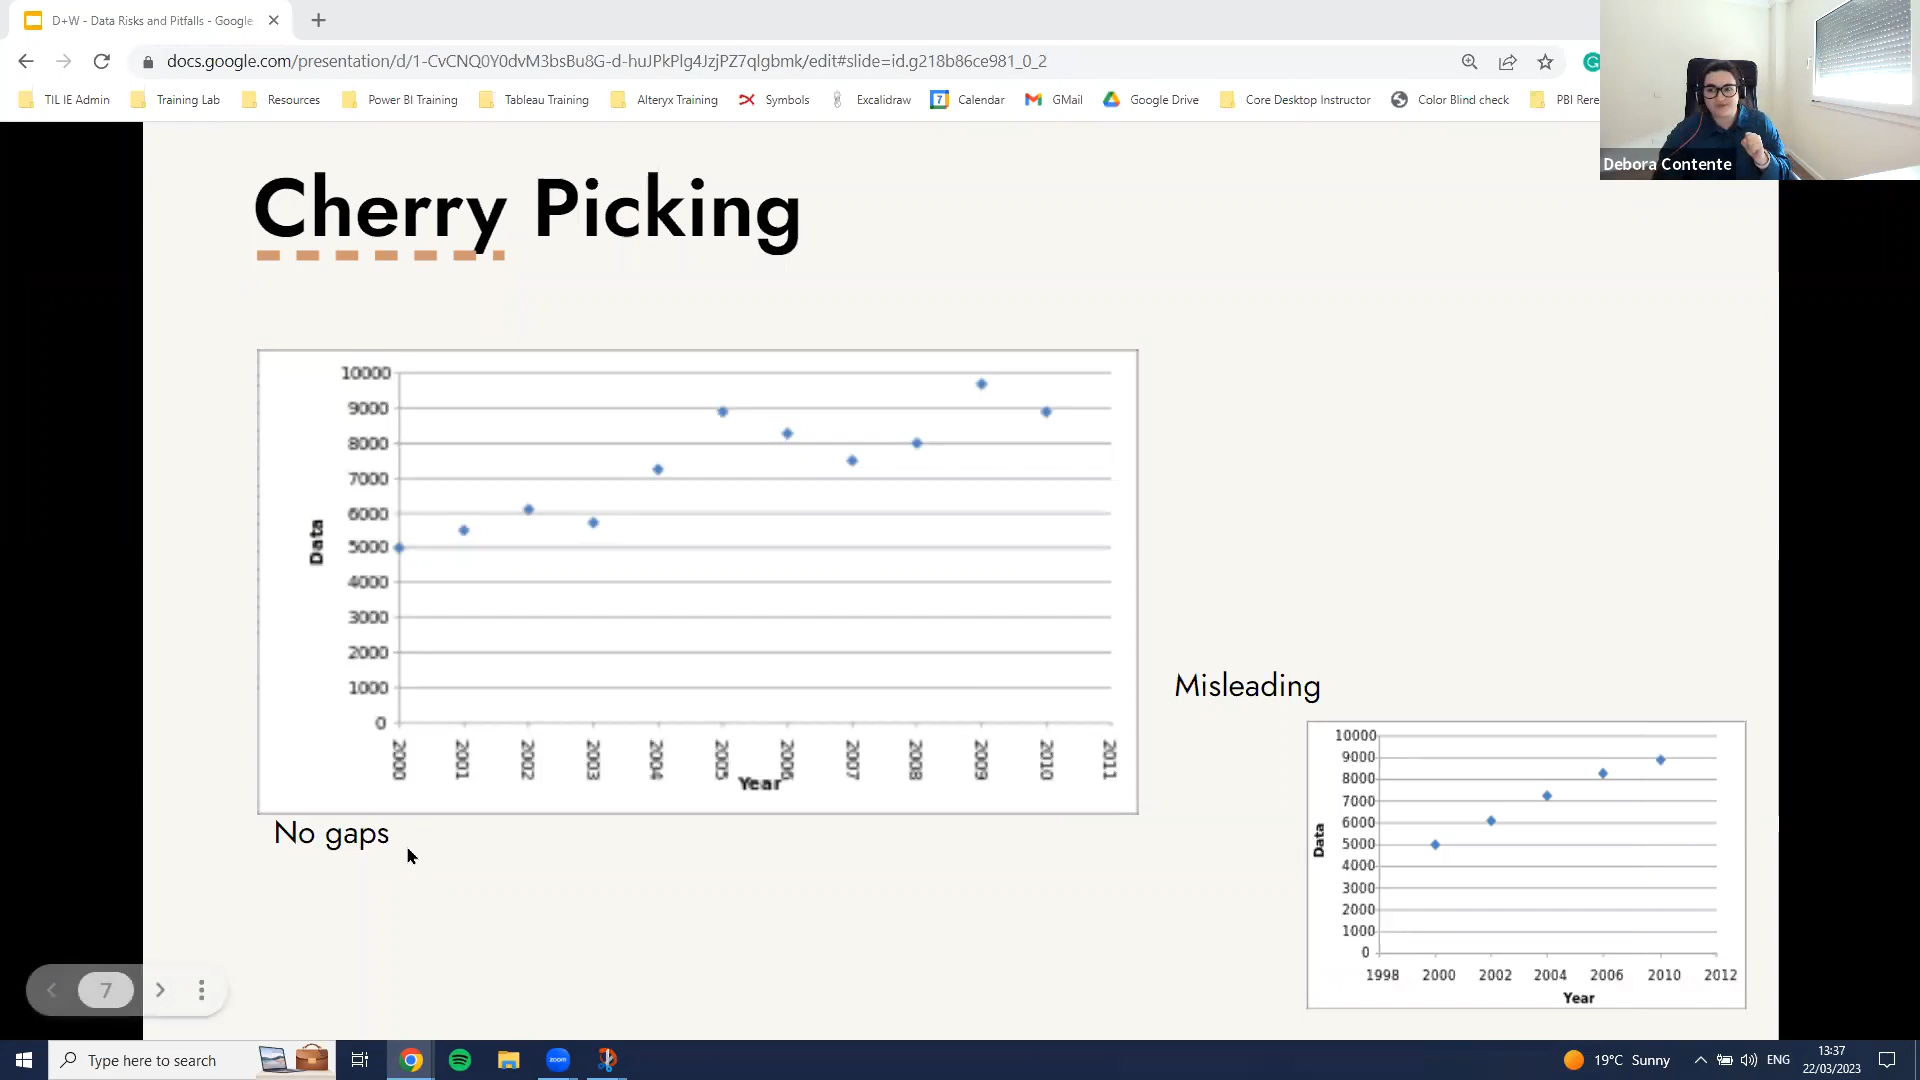 D+W - Data Risks and Pitfalls - Google
docs.google.com/presentation/d/1-CvCNQ0Y0dvM3bsBu8G-d-huJPkPlg4JzjPZ7qlgbmk/edit#slide=id.g218b86ce981_0_2
TIL IE Admin Training Lab Resources Power BI Training Tableau Training Alteryx Training Symbols Excalidraw 7 Calendar GMail Google Drive Core Desktop Instructor Color Blind check PBI Rere
Debora Contente
Cherry Picking
10000
9000
8000
7000
6000
5000
4000
3000
2000
1000
0
Data
2000 2001 2002 2003 2004 2005 2006 2007 2008 2009 2010 2011
Year
No gaps
Misleading
10000
9000
8000
7000
6000
5000
4000
3000
2000
1000
0
Data
1998 2000 2002 2004 2006 2010 2012
Year
7
Type here to search
zoom
19°C Sunny
ENG
13:37
22/03/2023